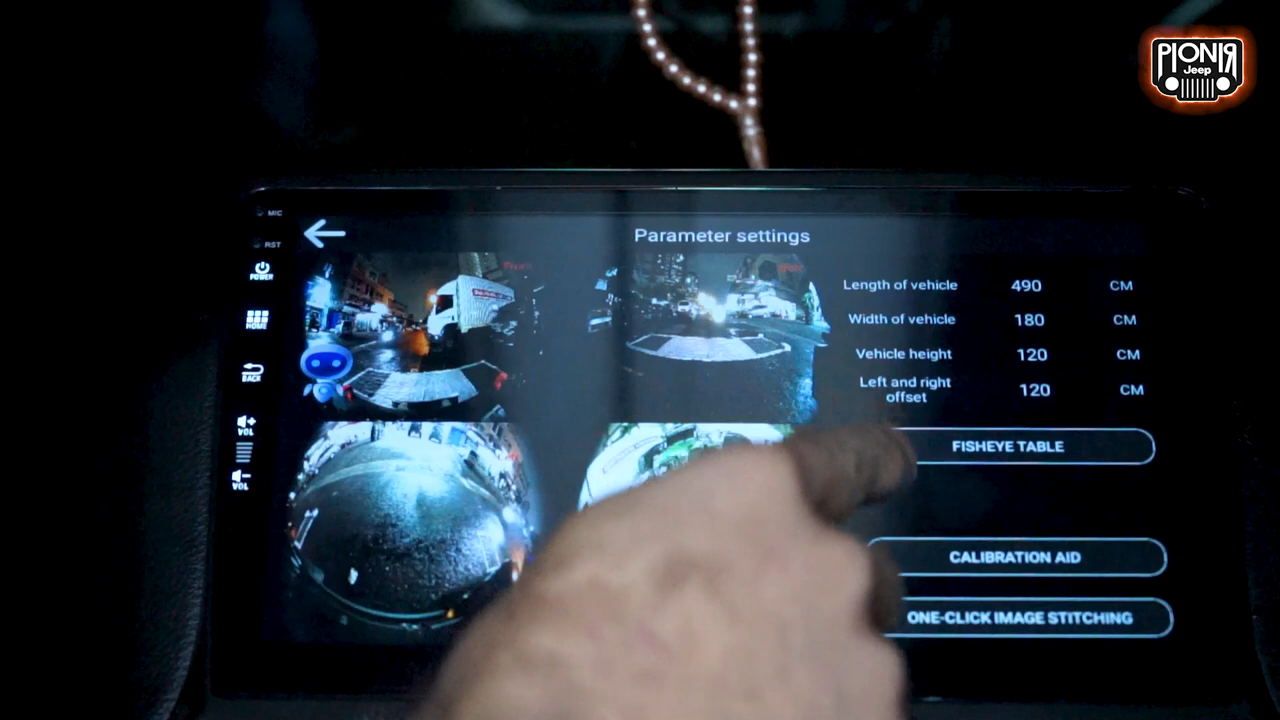 PIONIR
Jeep
MIC
RST
POWER
HOME
BACK
VOL
VOL
Parameter settings
Length of vehicle 490 CM
Width of vehicle 180 CM
Vehicle height 120 CM
Left and right
offset 120 CM
FISHEYE TABLE
CALIBRATION AID
ONE-CLICK IMAGE STITCHING